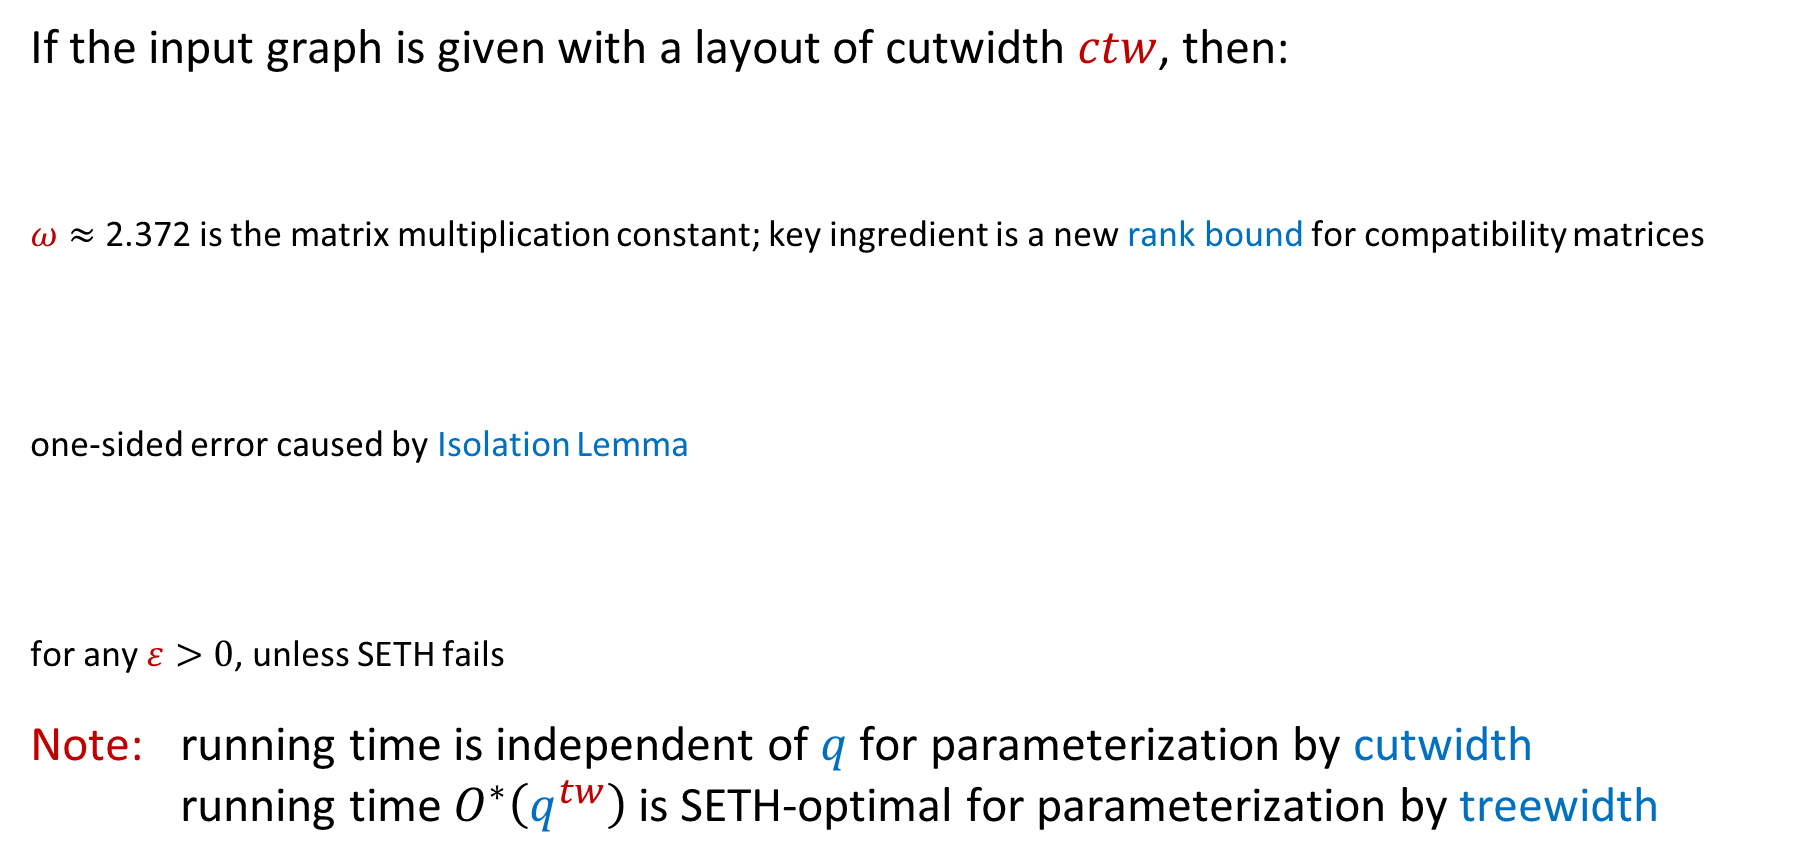 If the input graph is given with a layout of cutwidth ctw, then:
ω ≈ 2.372 is the matrix multiplication constant; key ingredient is a new rank bound for compatibility matrices
one-sided error caused by Isolation Lemma
for any ε > 0, unless SETH fails
Note: running time is independent of q for parameterization by cutwidth
running time O*(q^tw) is SETH-optimal for parameterization by treewidth